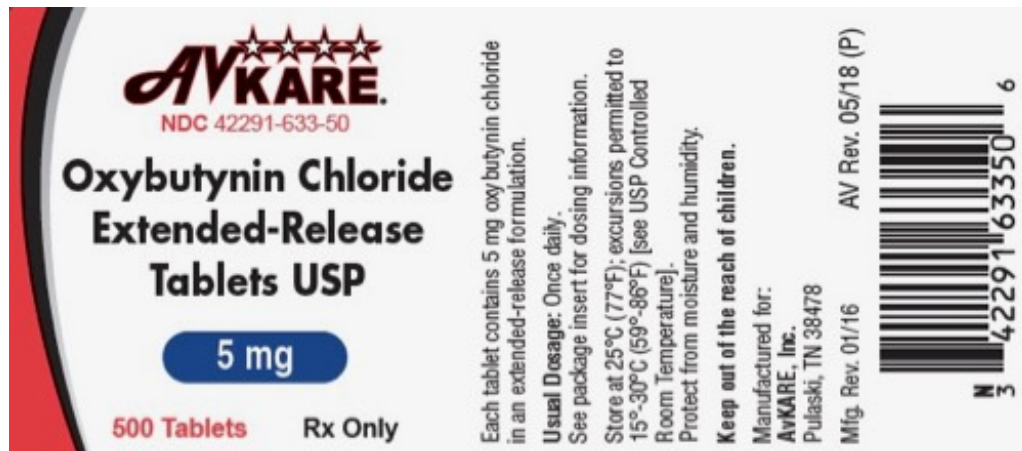 AVKARE.
NDC 42291-633-50
Oxybutynin Chloride
Extended-Release
Tablets USP
5 mg
500 Tablets Rx Only
Each tablet contains 5 mg oxybutynin chloride
in an extended-release formulation.
Usual Dosage: Once daily.
See package insert for dosing information.
Store at 25°C (77°F); excursions permitted to
15°-30°C (59°-86°F) [see USP Controlled
Room Temperature].
Protect from moisture and humidity.
Keep out of the reach of children.
Manufactured for:
AvKARE, Inc.
Pulaski, TN 38478
Mfg. Rev. 01/16 AV Rev. 05/18 (P)
N
3 42291 63350 6